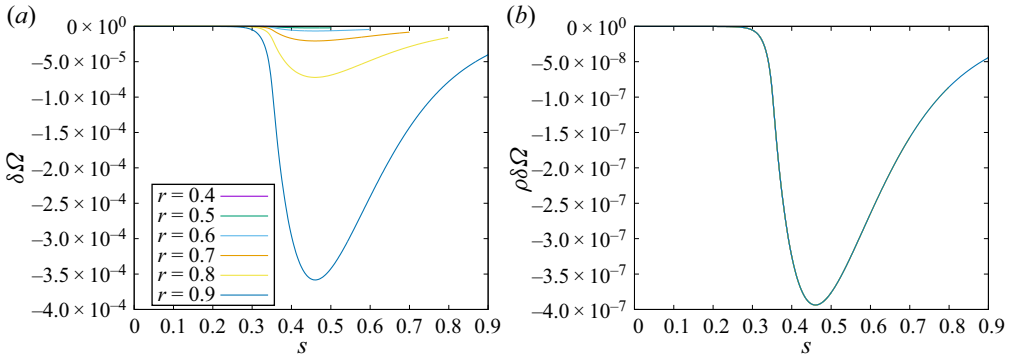 (a)
0 × 10⁰
−5.0 × 10⁻⁵
−1.0 × 10⁻⁴
−1.5 × 10⁻⁴
−2.0 × 10⁻⁴
−2.5 × 10⁻⁴
−3.0 × 10⁻⁴
−3.5 × 10⁻⁴
−4.0 × 10⁻⁴
δΩ
r = 0.4
r = 0.5
r = 0.6
r = 0.7
r = 0.8
r = 0.9
0 0.1 0.2 0.3 0.4 0.5 0.6 0.7 0.8 0.9
s
(b)
0 × 10⁰
−5.0 × 10⁻⁸
−1.0 × 10⁻⁷
−1.5 × 10⁻⁷
−2.0 × 10⁻⁷
−2.5 × 10⁻⁷
−3.0 × 10⁻⁷
−3.5 × 10⁻⁷
−4.0 × 10⁻⁷
ρδΩ
0 0.1 0.2 0.3 0.4 0.5 0.6 0.7 0.8 0.9
s